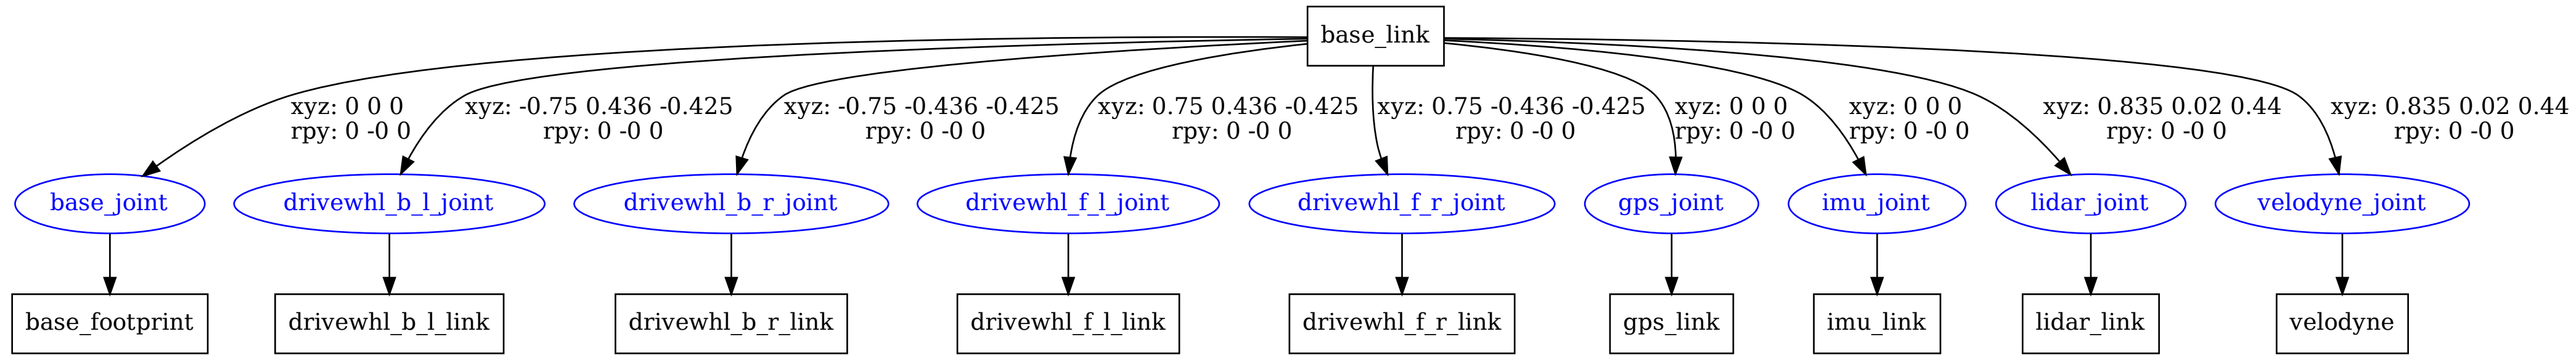 base_link
xyz: 0 0 0
rpy: 0 -0 0
xyz: -0.75 0.436 -0.425
rpy: 0 -0 0
xyz: -0.75 -0.436 -0.425
rpy: 0 -0 0
xyz: 0.75 0.436 -0.425
rpy: 0 -0 0
xyz: 0.75 -0.436 -0.425
rpy: 0 -0 0
xyz: 0 0 0
rpy: 0 -0 0
xyz: 0 0 0
rpy: 0 -0 0
xyz: 0.835 0.02 0.44
rpy: 0 -0 0
xyz: 0.835 0.02 0.44
rpy: 0 -0 0
base_joint
drivewhl_b_l_joint
drivewhl_b_r_joint
drivewhl_f_l_joint
drivewhl_f_r_joint
gps_joint
imu_joint
lidar_joint
velodyne_joint
base_footprint
drivewhl_b_l_link
drivewhl_b_r_link
drivewhl_f_l_link
drivewhl_f_r_link
gps_link
imu_link
lidar_link
velodyne